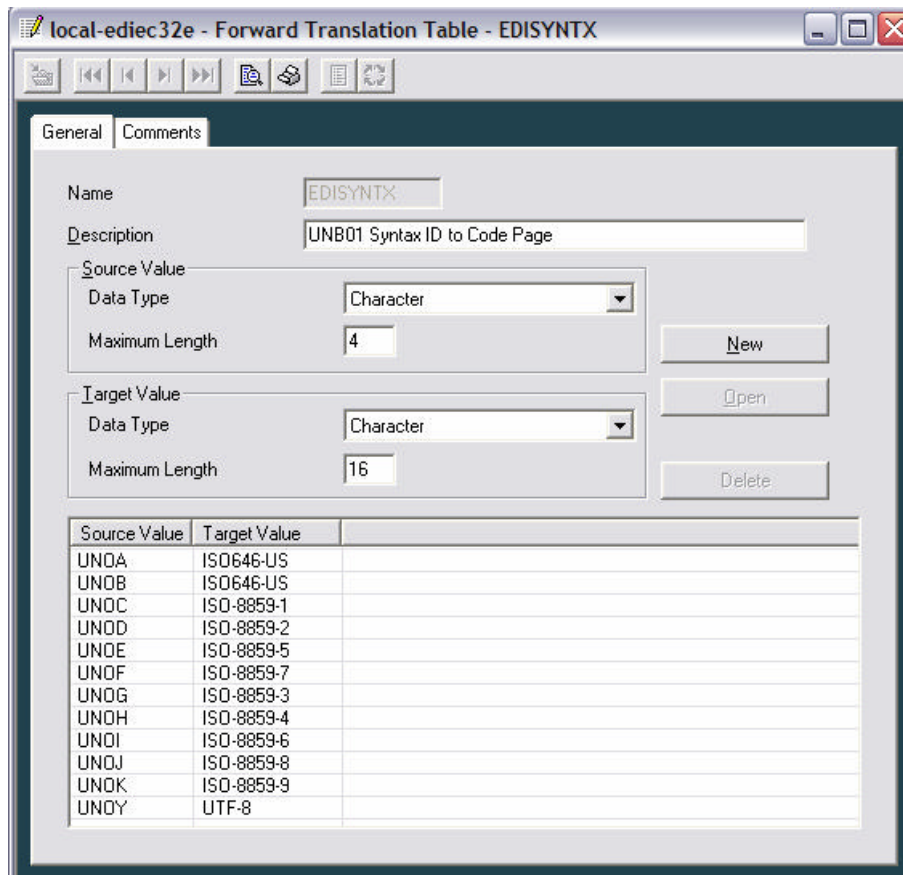 local-ediec32e - Forward Translation Table - EDISYNTX
General Comments
Name EDISYNTX
Description UNB01 Syntax ID to Code Page
Source Value
Data Type Character
Maximum Length 4
New
Target Value
Open
Data Type Character
Maximum Length 16
Delete
Source Value Target Value
UNOA ISO646-US
UNOB ISO646-US
UNOC ISO-8859-1
UNOD ISO-8859-2
UNOE ISO-8859-5
UNOF ISO-8859-7
UNOG ISO-8859-3
UNOH ISO-8859-4
UNOI ISO-8859-6
UNOJ ISO-8859-8
UNOK ISO-8859-9
UNOY UTF-8